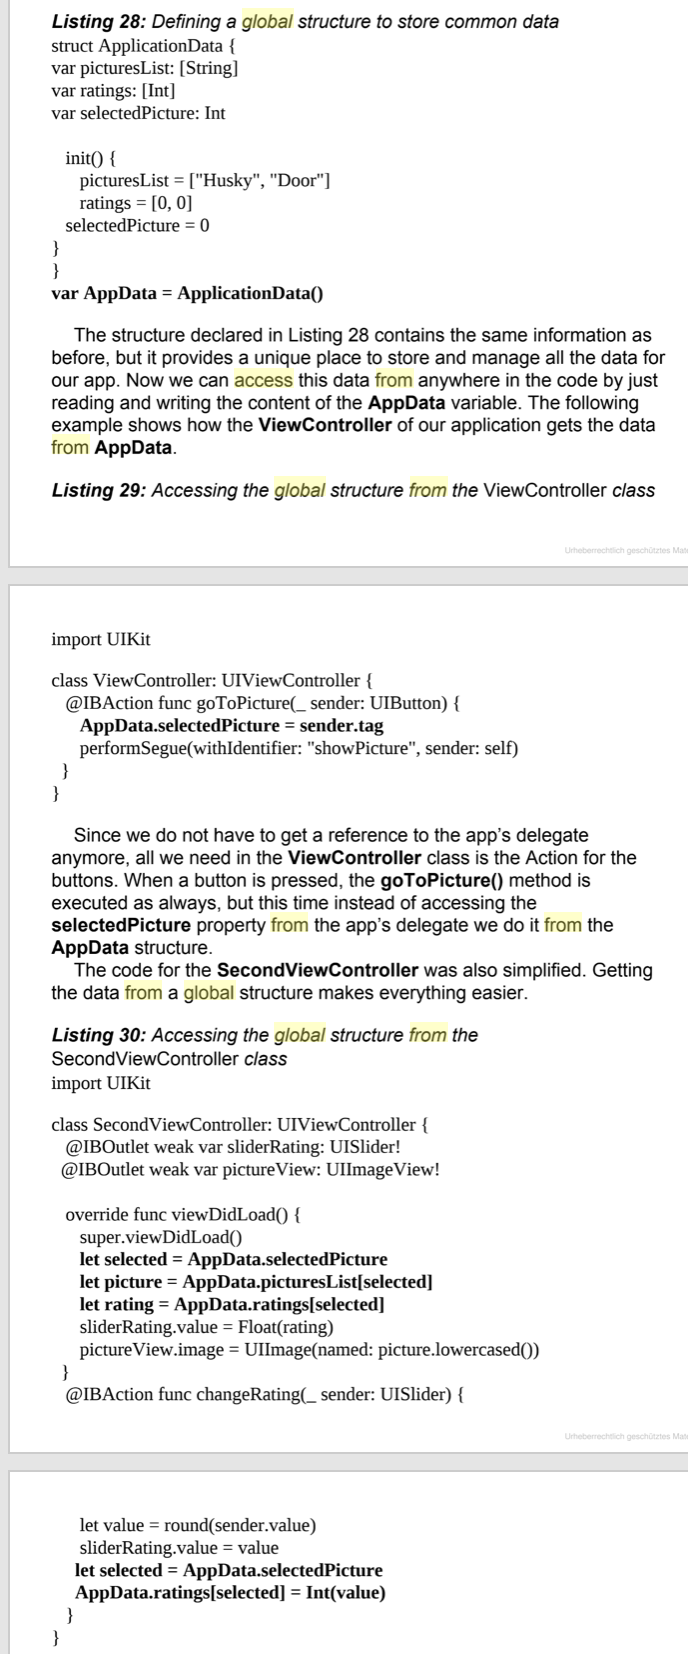 Listing 28: Defining a global structure to store common data
struct ApplicationData {
var picturesList: [String]
var ratings: [Int]
var selectedPicture: Int
init() {
picturesList = ["Husky", "Door"]
ratings = [0, 0]
selectedPicture = 0
}
}
var AppData = ApplicationData()
The structure declared in Listing 28 contains the same information as
before, but it provides a unique place to store and manage all the data for
our app. Now we can access this data from anywhere in the code by just
reading and writing the content of the AppData variable. The following
example shows how the ViewController of our application gets the data
from AppData.
Listing 29: Accessing the global structure from the ViewController class
Urheberrechtlich geschütztes Mate
import UIKit
class ViewController: UIViewController {
@IBAction func goToPicture(_ sender: UIButton) {
AppData.selectedPicture = sender.tag
performSegue(withIdentifier: "showPicture", sender: self)
}
}
Since we do not have to get a reference to the app's delegate
anymore, all we need in the ViewController class is the Action for the
buttons. When a button is pressed, the goToPicture() method is
executed as always, but this time instead of accessing the
selectedPicture property from the app's delegate we do it from the
AppData structure.
The code for the SecondViewController was also simplified. Getting
the data from a global structure makes everything easier.
Listing 30: Accessing the global structure from the
SecondViewController class
import UIKit
class SecondViewController: UIViewController {
@IBOutlet weak var sliderRating: UISlider!
@IBOutlet weak var pictureView: UIImageView!
override func viewDidLoad() {
super.viewDidLoad()
let selected = AppData.selectedPicture
let picture = AppData.picturesList[selected]
let rating = AppData.ratings[selected]
sliderRating.value = Float(rating)
pictureView.image = UIImage(named: picture.lowercased())
}
@IBAction func changeRating(_ sender: UISlider) {
Urheberrechtlich geschütztes Mate
let value = round(sender.value)
sliderRating.value = value
let selected = AppData.selectedPicture
AppData.ratings[selected] = Int(value)
}
}